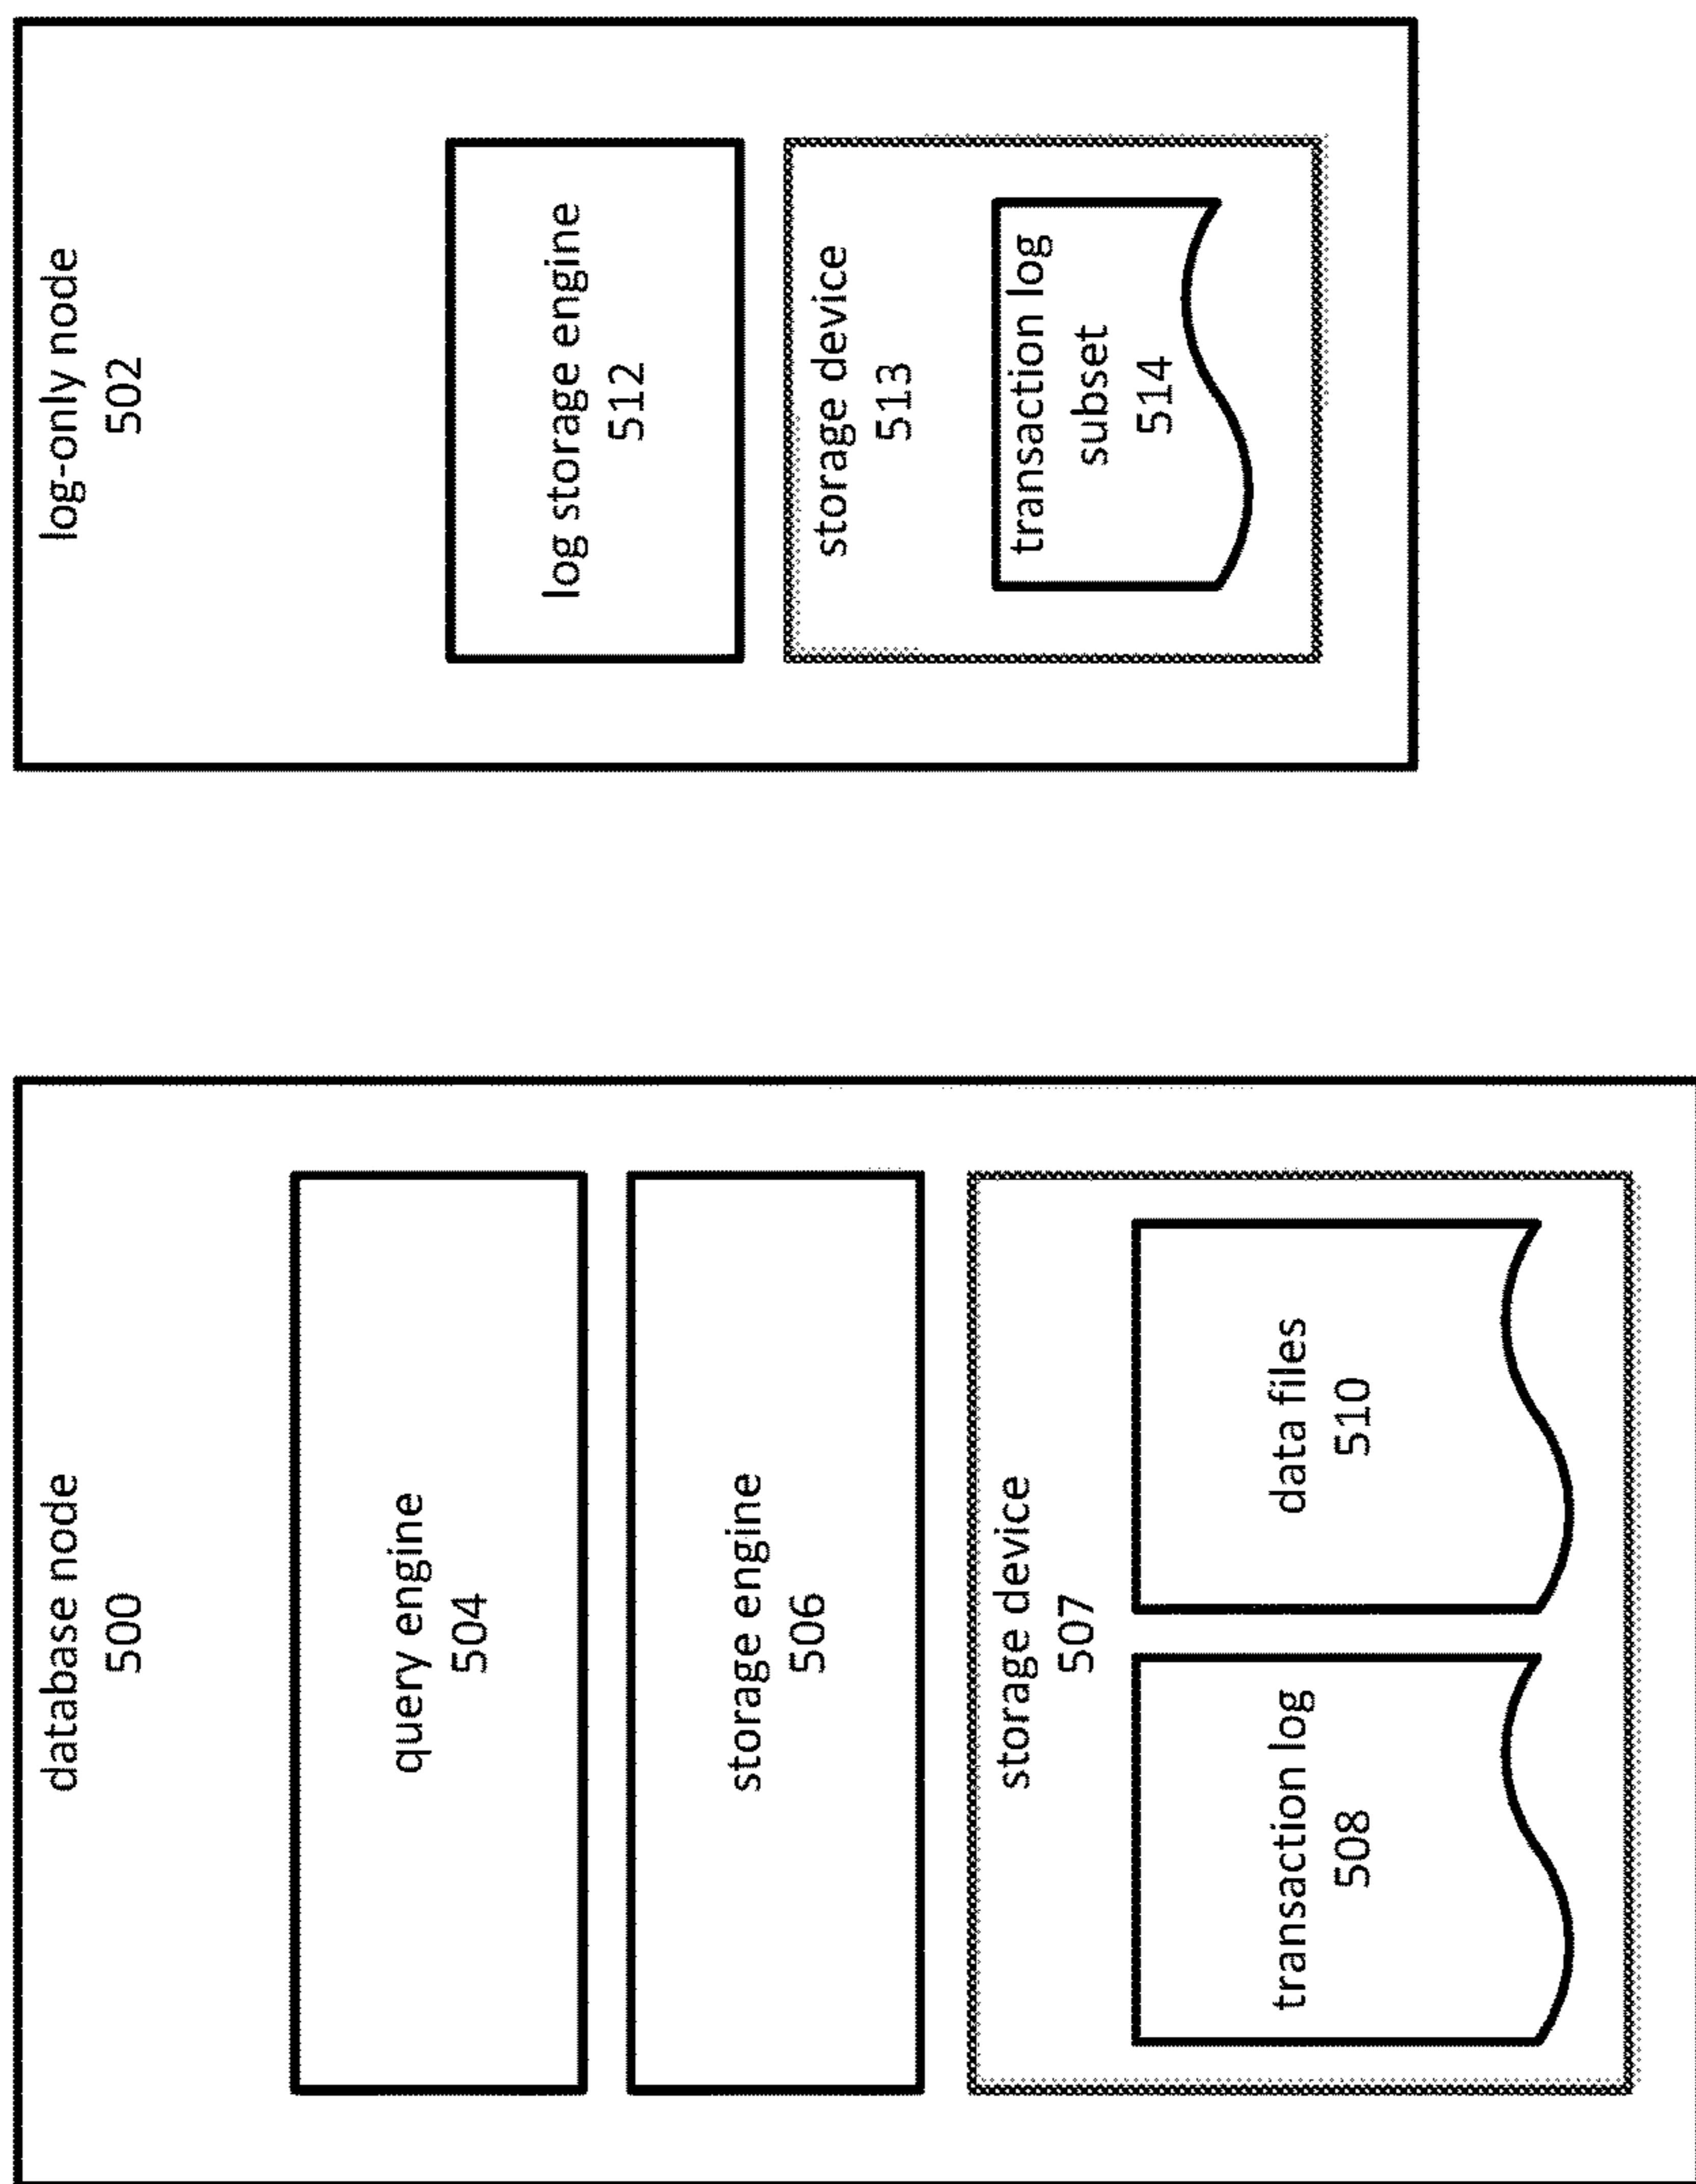 database node
500
query engine
504
storage engine
506
storage device
507
transaction log
508
data files
510
log-only node
502
log storage engine
512
storage device
513
transaction log
subset
514